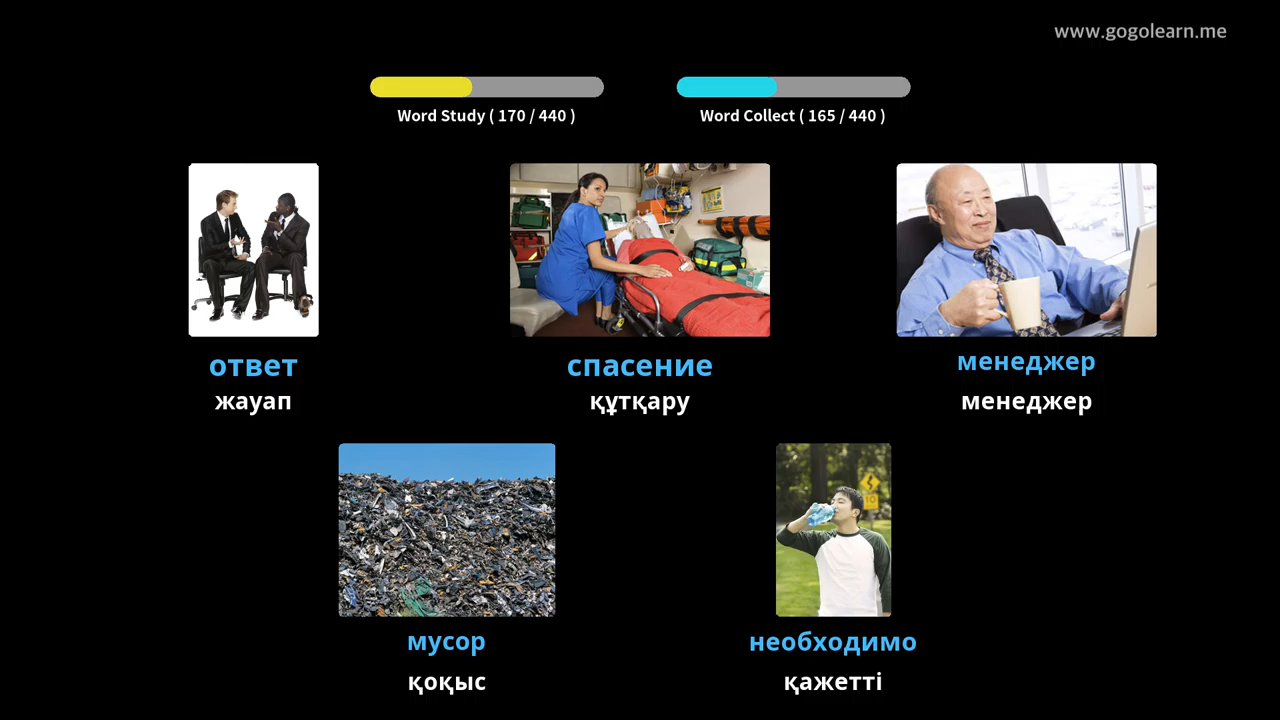 www.gogolearn.me
Word Study ( 170 / 440 )
Word Collect ( 165 / 440 )
ответ
жауап
спасение
құтқару
менеджер
менеджер
мусор
қоқыс
необходимо
қажетті